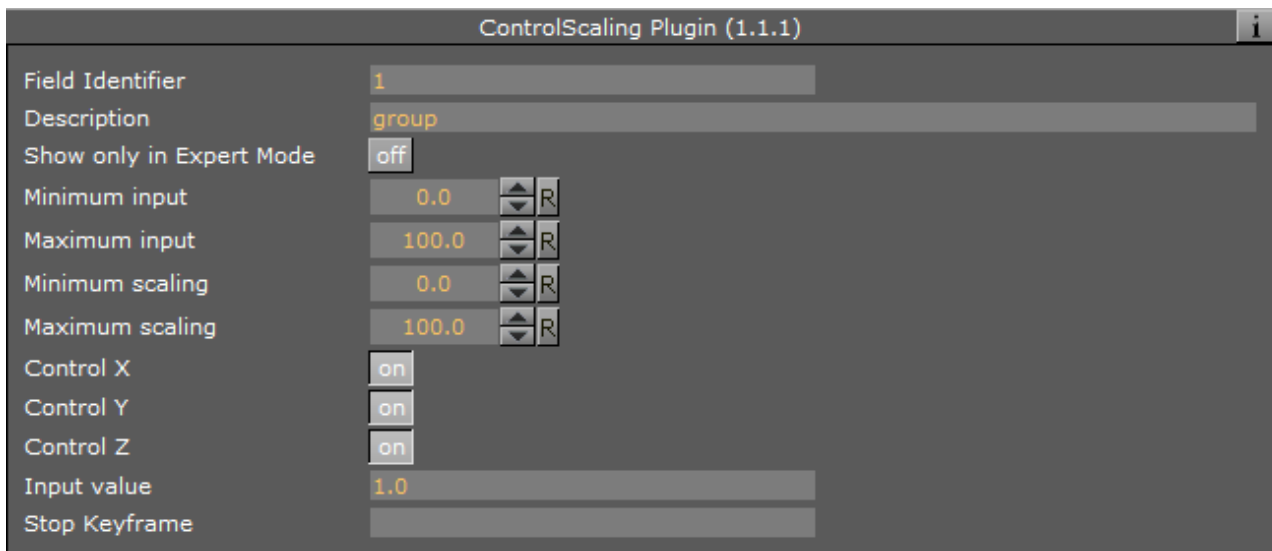 ControlScaling Plugin (1.1.1) i
Field Identifier 1
Description group
Show only in Expert Mode off
Minimum input 0.0 R
Maximum input 100.0 R
Minimum scaling 0.0 R
Maximum scaling 100.0 R
Control X on
Control Y on
Control Z on
Input value 1.0
Stop Keyframe